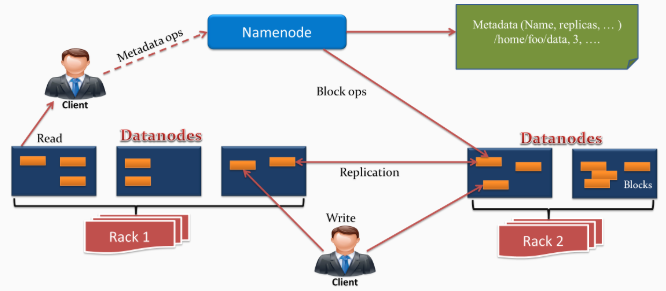 Namenode
Metadata (Name, replicas, … )
/home/foo/data, 3, ….
Metadata ops
Client
Block ops
Read
Datanodes
Datanodes
Replication
Blocks
Write
Rack 1
Rack 2
Client